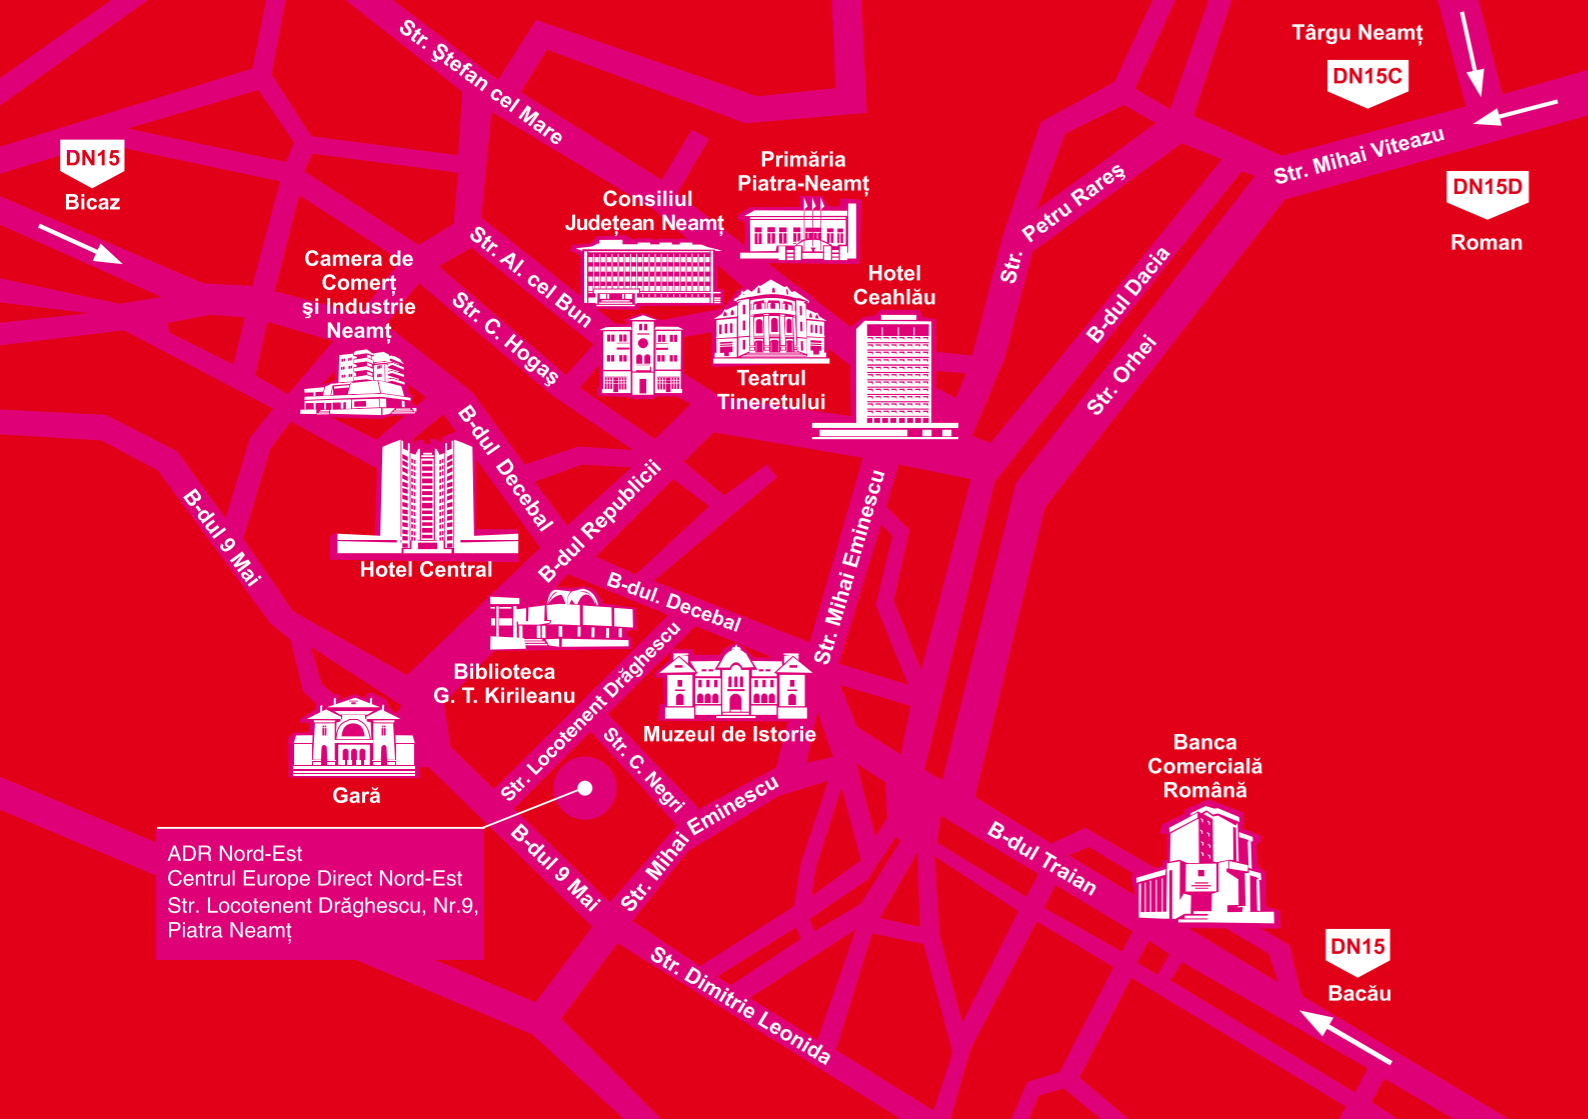 Str. Ştefan cel Mare
Târgu Neamț
DN15C
Str. Mihai Viteazu
DN15D
Roman
DN15
Bicaz
Primăria
Piatra-Neamț
Consiliul
Județean Neamț
Str. Petru Rareş
Str. Al. cel Bun
Camera de
Comerț
şi Industrie
Neamț
Hotel
Ceahlău
B-dul Dacia
Str. C. Hogaş
Str. Orhei
Teatrul
Tineretului
B-dul Decebal
B-dul Republicii
Str. Mihai Eminescu
B-dul 9 Mai
Hotel Central
B-dul. Decebal
Biblioteca
G. T. Kirileanu
Str. Locotenent Drăghescu
Muzeul de Istorie
Str. C. Negri
Gară
Banca
Comercială
Română
Str. Mihai Eminescu
B-dul 9 Mai
B-dul Traian
ADR Nord-Est
Centrul Europe Direct Nord-Est
Str. Locotenent Drăghescu, Nr.9,
Piatra Neamț
Str. Dimitrie Leonida
DN15
Bacău